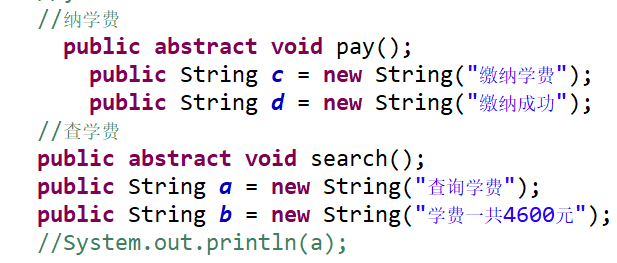 //纳学费
public abstract void pay();
public String c = new String("缴纳学费");
public String d = new String("缴纳成功");
//查学费
public abstract void search();
public String a = new String("查询学费");
public String b = new String("学费一共4600元");
//System.out.println(a);